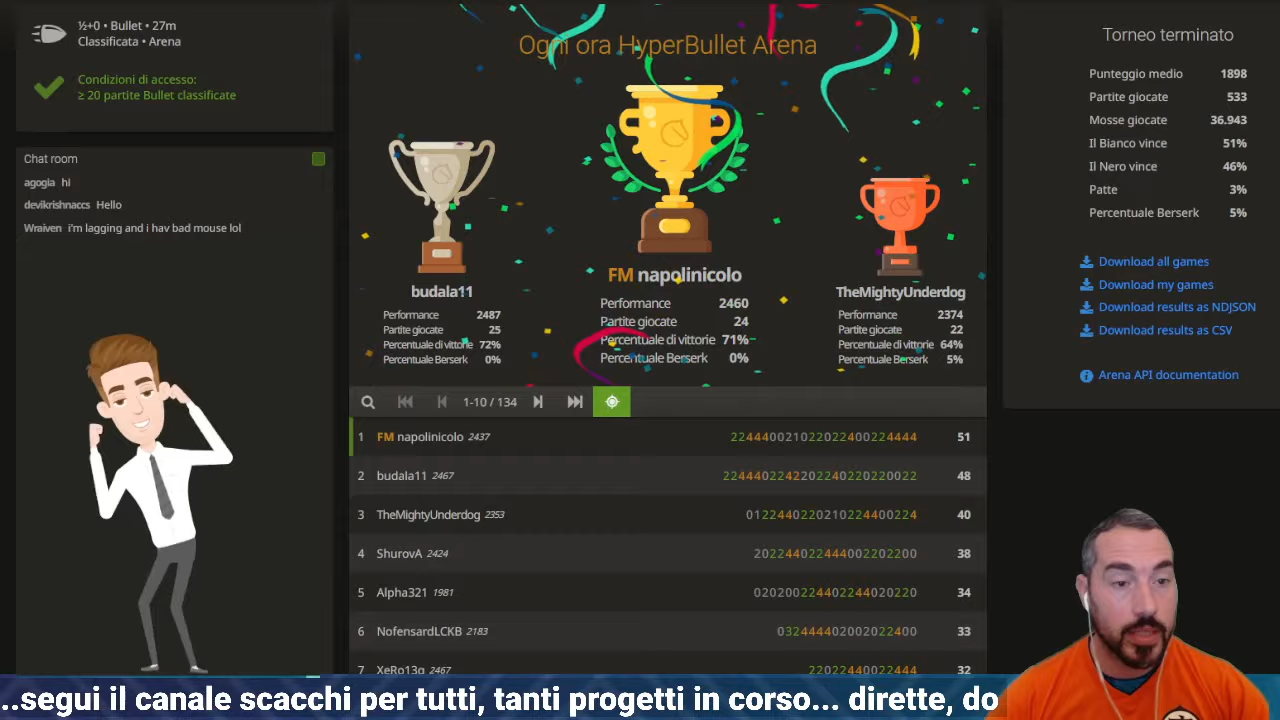 ½+0 • Bullet • 27m
Classificata • Arena
Condizioni di accesso:
≥ 20 partite Bullet classificate
Chat room
agogia hI
devikrishnaccs Hello
Wraiven i'm lagging and i hav bad mouse lol
Ogni ora HyperBullet Arena
budala11
Performance 2487
Partite giocate 25
Percentuale di vittorie 72%
Percentuale Berserk 0%
FM napolinicolo
Performance 2460
Partite giocate 24
Percentuale di vittorie 71%
Percentuale Berserk 0%
TheMightyUnderdog
Performance 2374
Partite giocate 22
Percentuale di vittorie 64%
Percentuale Berserk 5%
1-10 / 134
1 FM napolinicolo 2437 224440021022022400224444 51
2 budala11 2467 2244402242202240220220022 48
3 TheMightyUnderdog 2353 0122440220210224400224 40
4 ShurovA 2424 202244022444002202200 38
5 Alpha321 1981 020200224402244020220 34
6 NofensardLCKB 2183 032444402002022400 33
7 XeRo13g 2467 22022440022444 32
Torneo terminato
Punteggio medio 1898
Partite giocate 533
Mosse giocate 36.943
Il Bianco vince 51%
Il Nero vince 46%
Patte 3%
Percentuale Berserk 5%
Download all games
Download my games
Download results as NDJSON
Download results as CSV
Arena API documentation
..segui il canale scacchi per tutti, tanti progetti in corso... dirette, do